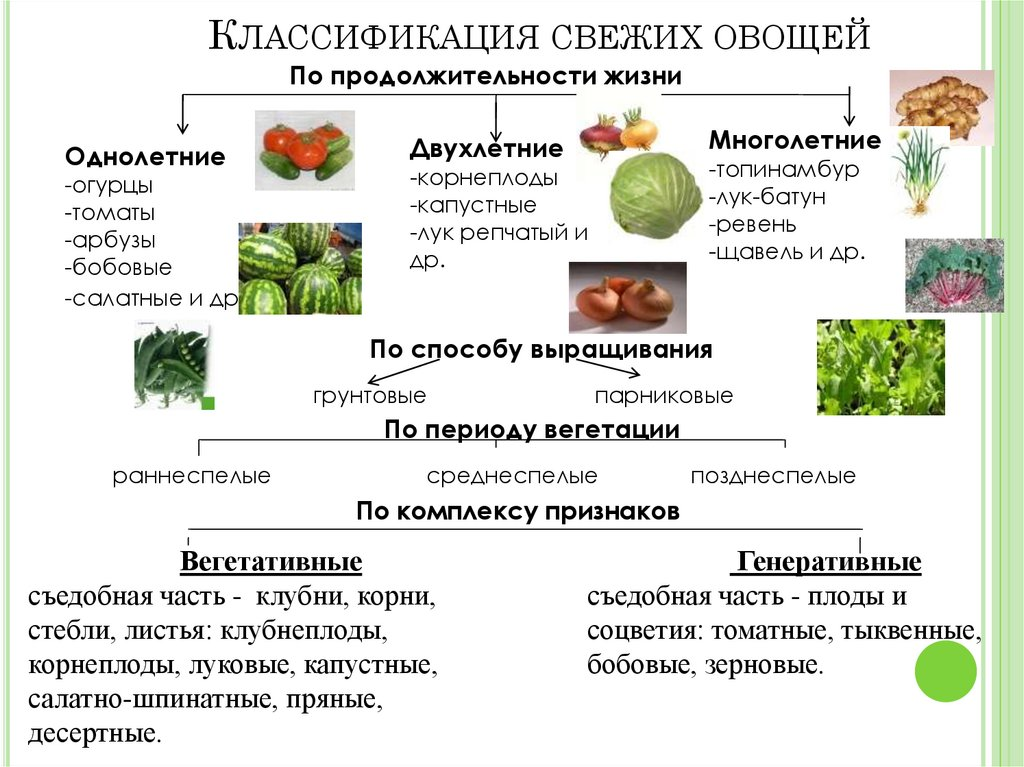 Классификация свежих овощей
По продолжительности жизни
Однолетние
-огурцы
-томаты
-арбузы
-бобовые
-салатные и др
Двухлетние
-корнеплоды
-капустные
-лук репчатый и
др.
Многолетние
-топинамбур
-лук-батун
-ревень
-щавель и др.
По способу выращивания
грунтовые
парниковые
По периоду вегетации
раннеспелые
среднеспелые
позднеспелые
По комплексу признаков
Вегетативные
съедобная часть - клубни, корни,
стебли, листья: клубнеплоды,
корнеплоды, луковые, капустные,
салатно-шпинатные, пряные,
десертные.
Генеративные
съедобная часть - плоды и
соцветия: томатные, тыквенные,
бобовые, зерновые.